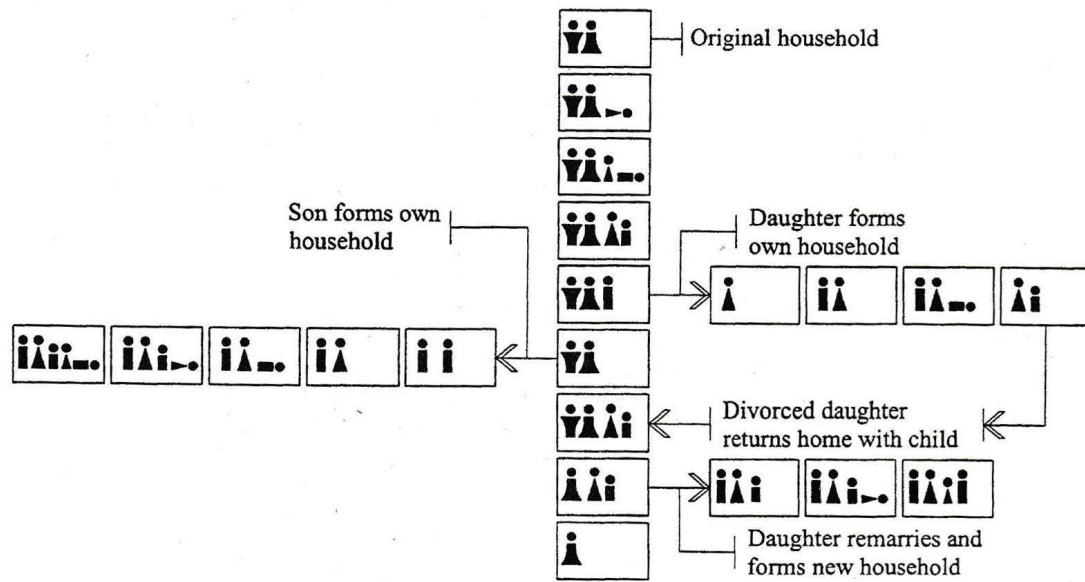 Original household
Son forms own
household
Daughter forms
own household
Divorced daughter
returns home with child
Daughter remarries and
forms new household